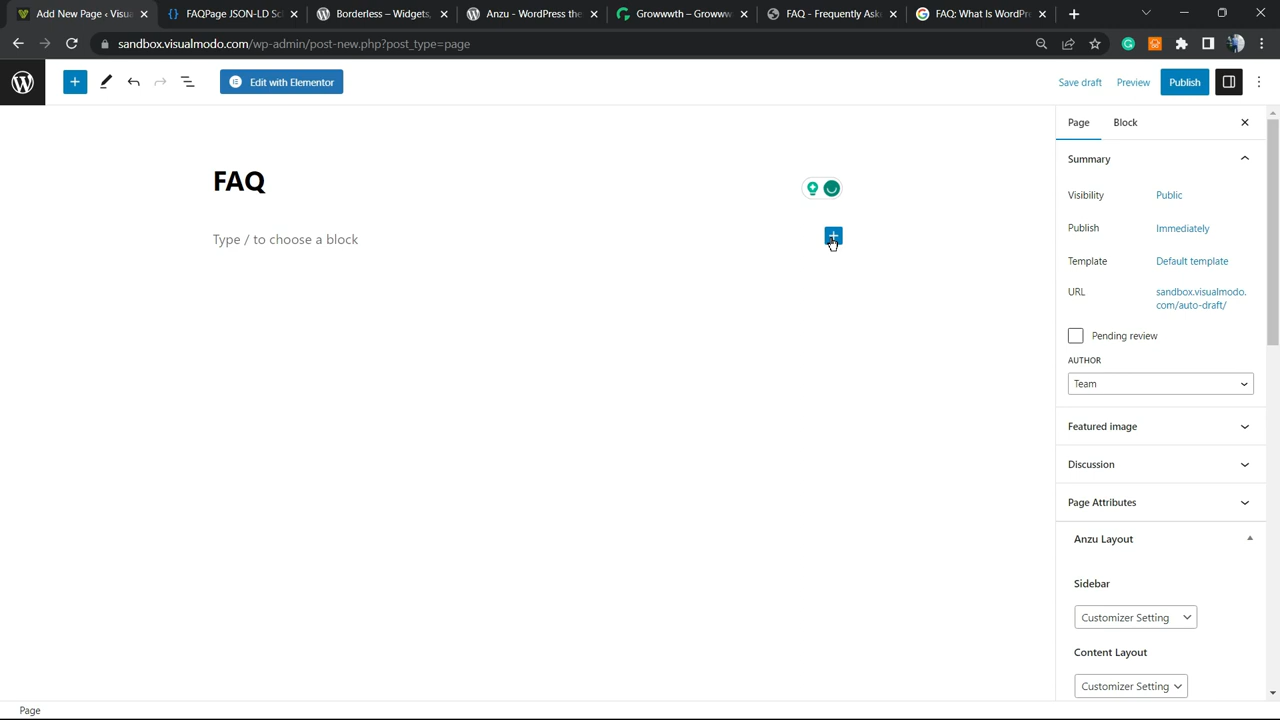 Add New Page ‹ Visua
FAQPage JSON-LD Sc
Borderless – Widgets,
Anzu - WordPress the
Growwwth – Growww
FAQ - Frequently Ask
FAQ: What Is WordPr
sandbox.visualmodo.com/wp-admin/post-new.php?post_type=page
Edit with Elementor
Save draft
Preview
Publish
Page
Block
FAQ
Type / to choose a block
Summary
Visibility Public
Publish Immediately
Template Default template
URL sandbox.visualmodo.
com/auto-draft/
Pending review
AUTHOR
Team
Featured image
Discussion
Page Attributes
Anzu Layout
Sidebar
Customizer Setting
Content Layout
Customizer Setting
Page